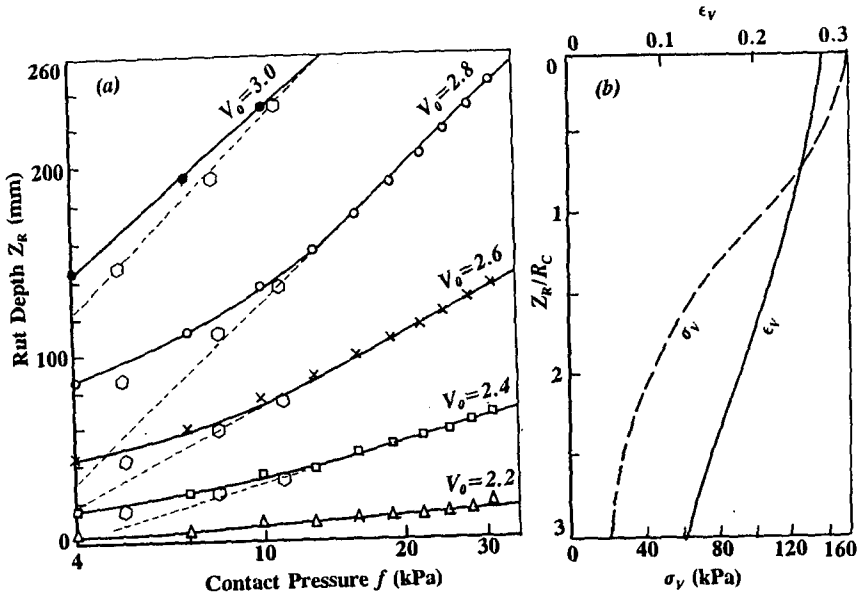 260
(a)
V₀=3.0
V₀=2.8
200
V₀=2.6
100
V₀=2.4
V₀=2.2
0
4
10
20
30
Contact Pressure f (kPa)
Rut Depth Z_R (mm)
ϵ_V
0
0.1
0.2
0.3
0
(b)
1
σ_V
ϵ_V
2
3
Z_R/R_C
0
40
80
120
160
σ_V (kPa)